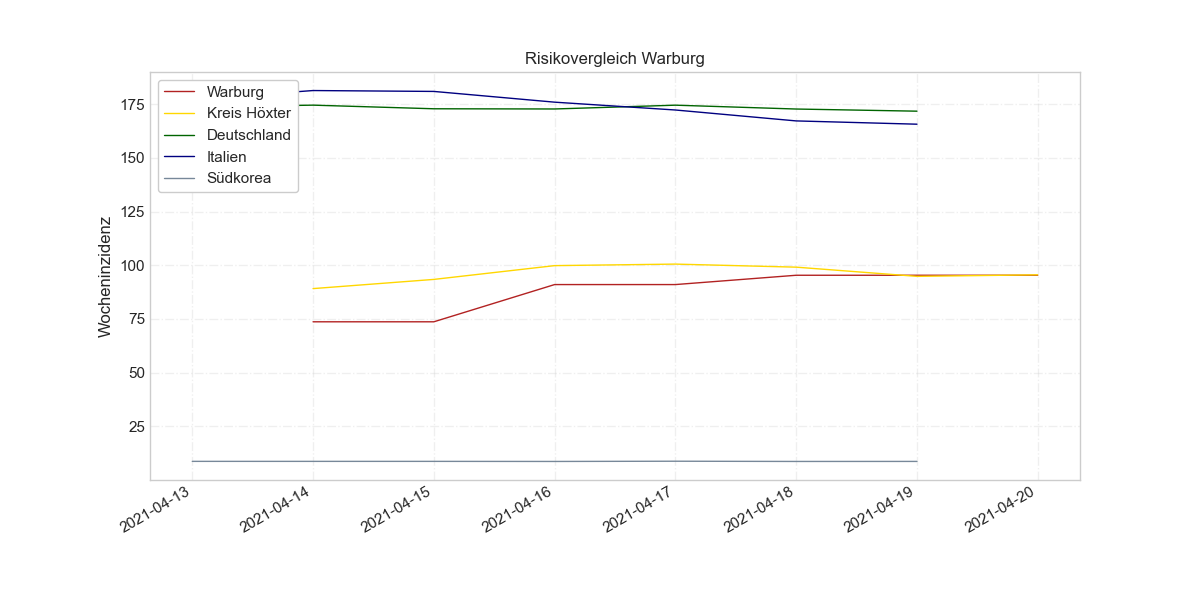 Risikovergleich Warburg
Warburg
Kreis Höxter
Deutschland
Italien
Südkorea
Wocheninzidenz
175
150
125
100
75
50
25
2021-04-13
2021-04-14
2021-04-15
2021-04-16
2021-04-17
2021-04-18
2021-04-19
2021-04-20